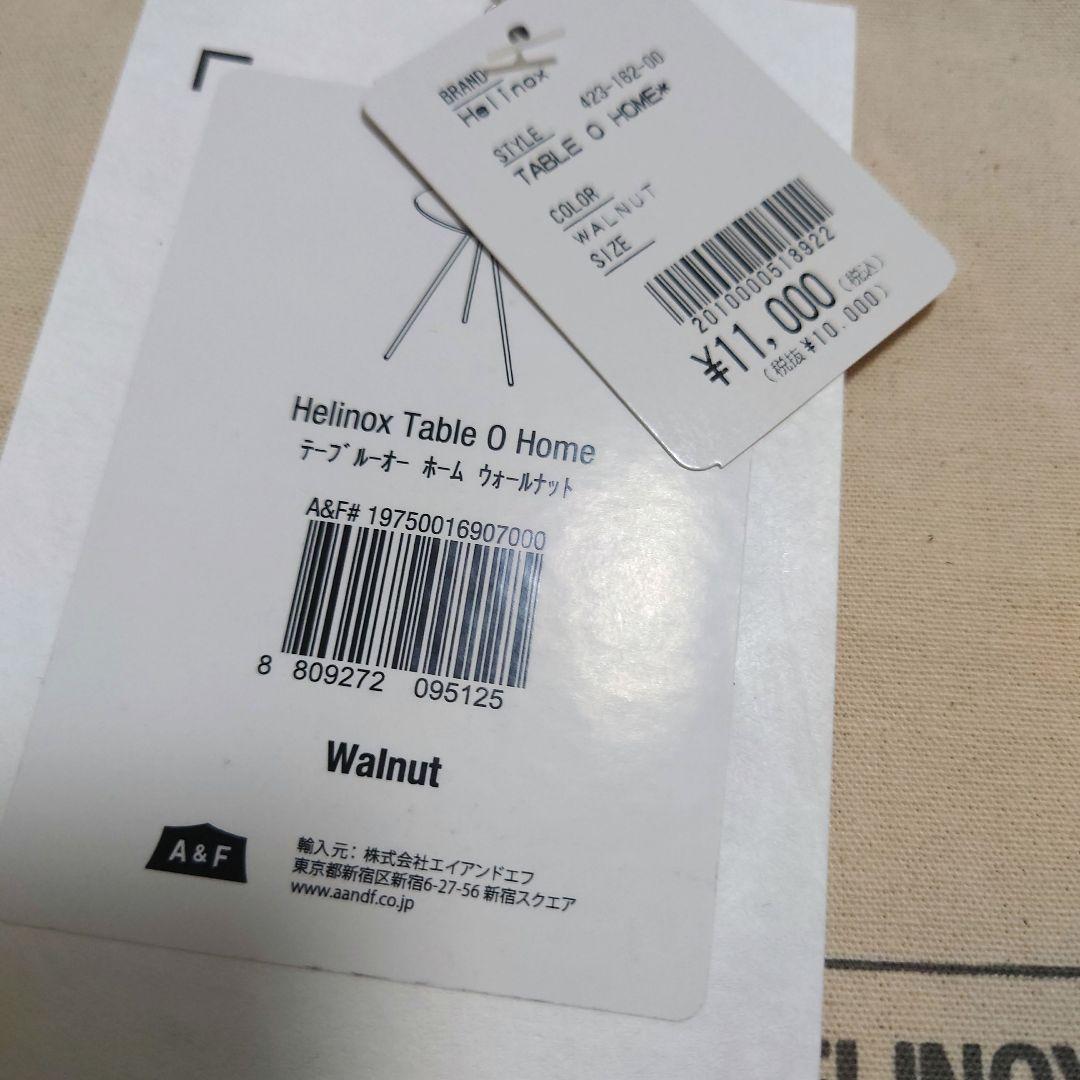 BRAND
Helinox
STYLE 423-182-00
TABLE O HOME*
COLOR
WALNUT
SIZE
2010000518922
¥11,000 (税込)
(税抜 ¥10,000)
Helinox Table O Home
テーブルーオー ホーム ウォールナット
A&F# 19750016907000
8 809272 095125
Walnut
A & F
輸入元: 株式会社エイアンドエフ
東京都新宿区新宿6-27-56 新宿スクエア
www.aandf.co.jp
ELINOX